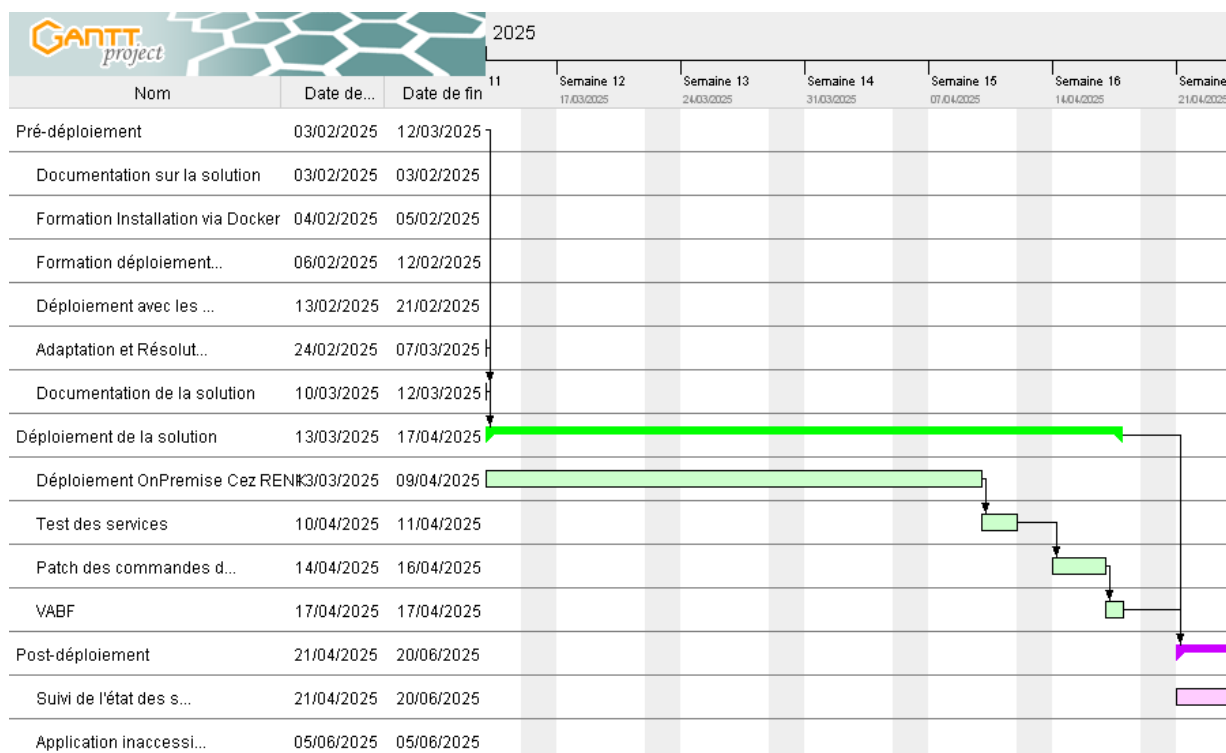 GANTT
project
2025
Nom Date de... Date de fin
11 Semaine 12 Semaine 13 Semaine 14 Semaine 15 Semaine 16 Semaine
17/03/2025 24/03/2025 31/03/2025 07/04/2025 14/04/2025 21/04/2025
Pré-déploiement 03/02/2025 12/03/2025
Documentation sur la solution 03/02/2025 03/02/2025
Formation Installation via Docker 04/02/2025 05/02/2025
Formation déploiement... 06/02/2025 12/02/2025
Déploiement avec les ... 13/02/2025 21/02/2025
Adaptation et Résolut... 24/02/2025 07/03/2025
Documentation de la solution 10/03/2025 12/03/2025
Déploiement de la solution 13/03/2025 17/04/2025
Déploiement OnPremise Cez 09/04/2025
Test des services 10/04/2025 11/04/2025
Patch des commandes d... 14/04/2025 16/04/2025
VABF 17/04/2025 17/04/2025
Post-déploiement 21/04/2025 20/06/2025
Suivi de l'état des s... 21/04/2025 20/06/2025
Application inaccessi... 05/06/2025 05/06/2025